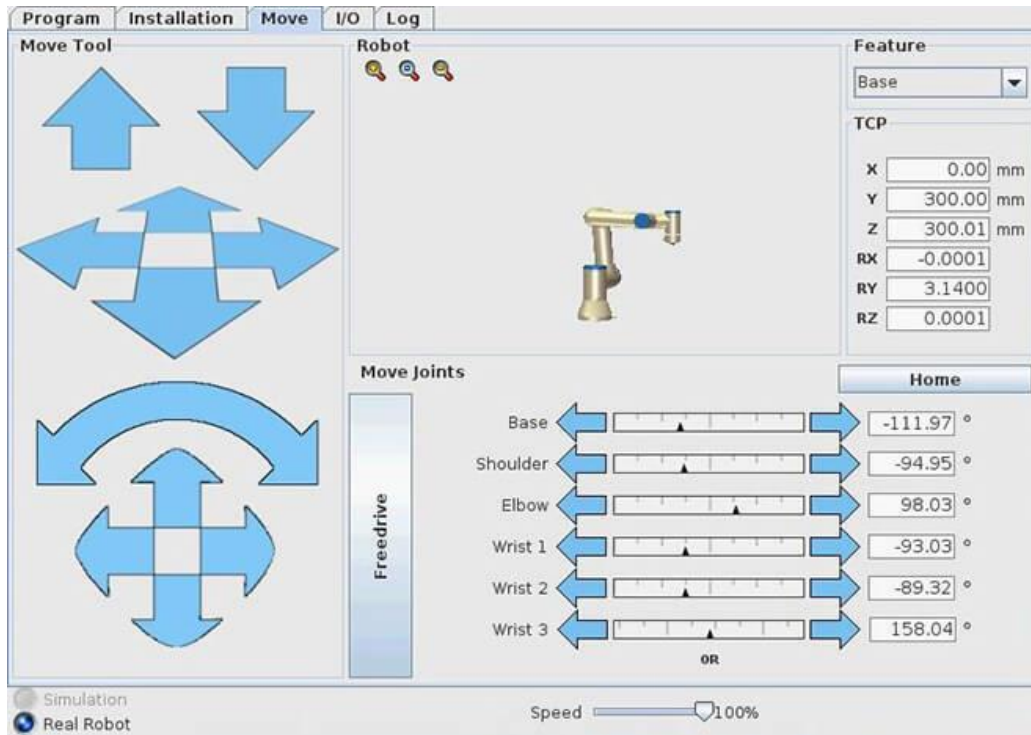 Program Installation Move I/O Log
Move Tool
Robot
Feature
Base
TCP
X 0.00 mm
Y 300.00 mm
Z 300.01 mm
RX -0.0001
RY 3.1400
RZ 0.0001
Move Joints
Home
Freedrive
Base -111.97 °
Shoulder -94.95 °
Elbow 98.03 °
Wrist 1 -93.03 °
Wrist 2 -89.32 °
Wrist 3 158.04 °
0R
Simulation
Real Robot
Speed 100%